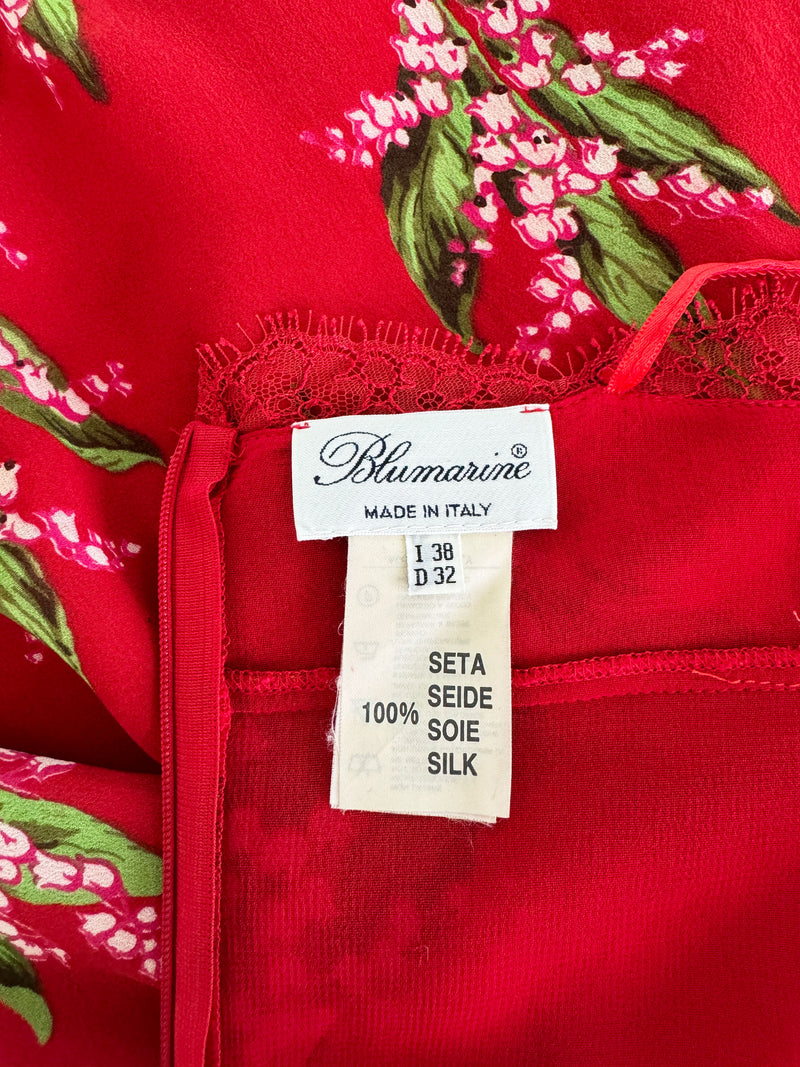 Blumarine®
MADE IN ITALY
I 38
D 32
SETA
SEIDE
100% SOIE
SILK